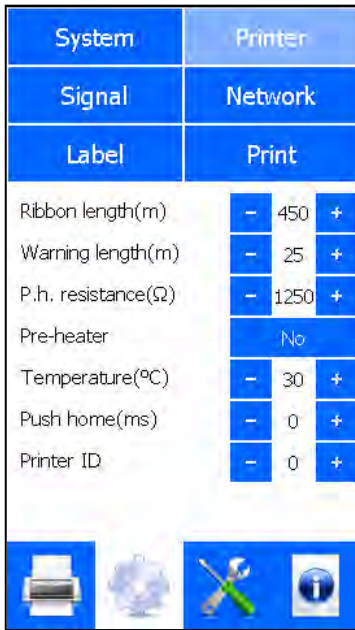 System Printer
Signal Network
Label Print
Ribbon length(m) - 450 +
Warning length(m) - 25 +
P.h. resistance(Ω) - 1250 +
Pre-heater No
Temperature(ºC) - 30 +
Push home(ms) - 0 +
Printer ID - 0 +
i